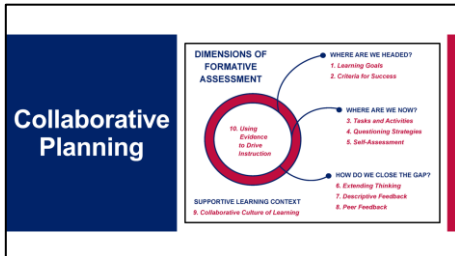 Collaborative
Planning
DIMENSIONS OF
FORMATIVE
ASSESSMENT
WHERE ARE WE HEADED?
1. Learning Goals
2. Criteria for Success
10. Using
Evidence
to Drive
Instruction
WHERE ARE WE NOW?
3. Tasks and Activities
4. Questioning Strategies
5. Self-Assessment
HOW DO WE CLOSE THE GAP?
6. Extending Thinking
7. Descriptive Feedback
8. Peer Feedback
SUPPORTIVE LEARNING CONTEXT
9. Collaborative Culture of Learning